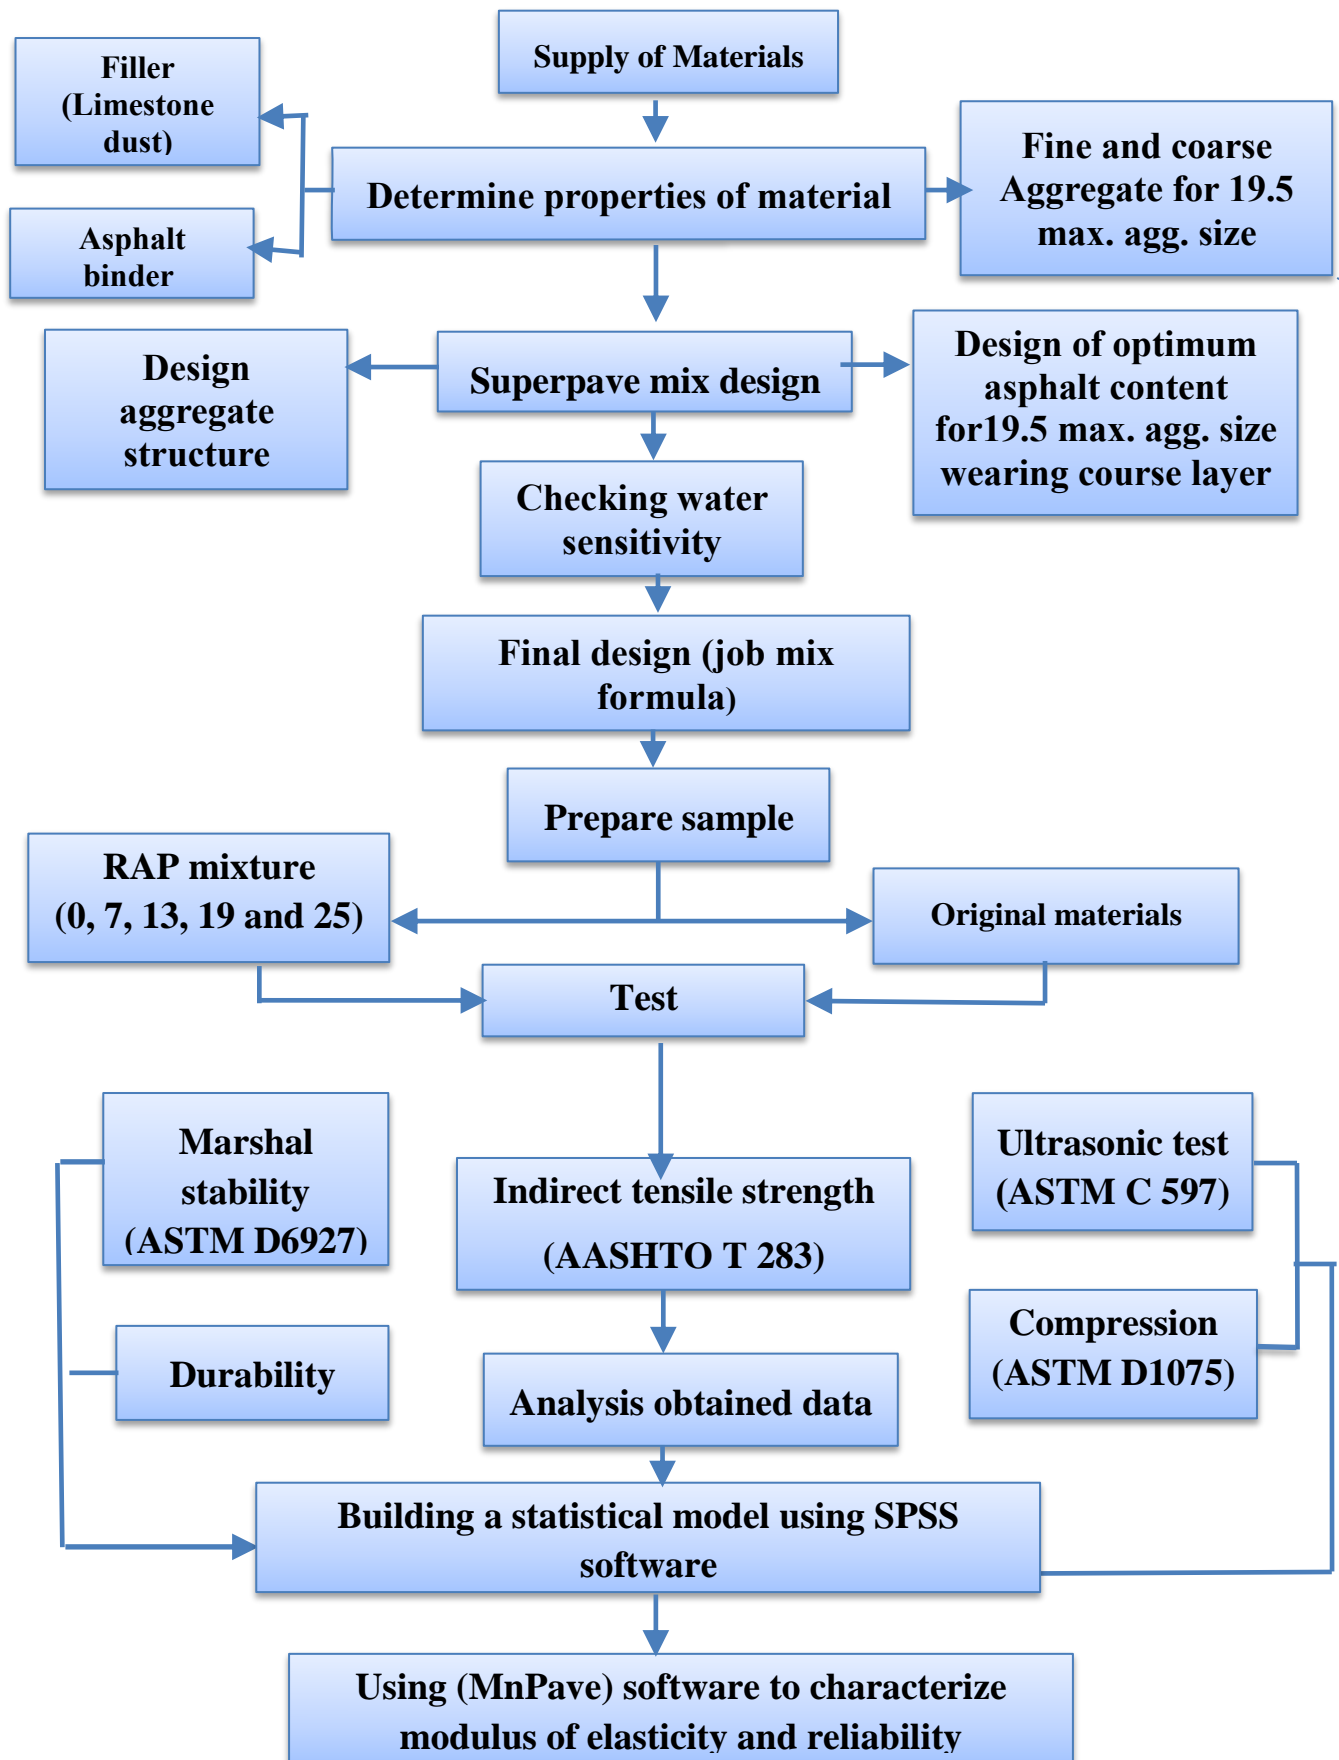 Supply of Materials
Filler
(Limestone
dust)
Determine properties of material
Fine and coarse
Aggregate for 19.5
max. agg. size
Asphalt
binder
Design
aggregate
structure
Superpave mix design
Design of optimum
asphalt content
for19.5 max. agg. size
wearing course layer
Checking water
sensitivity
Final design (job mix
formula)
Prepare sample
RAP mixture
(0, 7, 13, 19 and 25)
Original materials
Test
Marshal
stability
(ASTM D6927)
Indirect tensile strength
(AASHTO T 283)
Ultrasonic test
(ASTM C 597)
Durability
Analysis obtained data
Compression
(ASTM D1075)
Building a statistical model using SPSS
software
Using (MnPave) software to characterize
modulus of elasticity and reliability